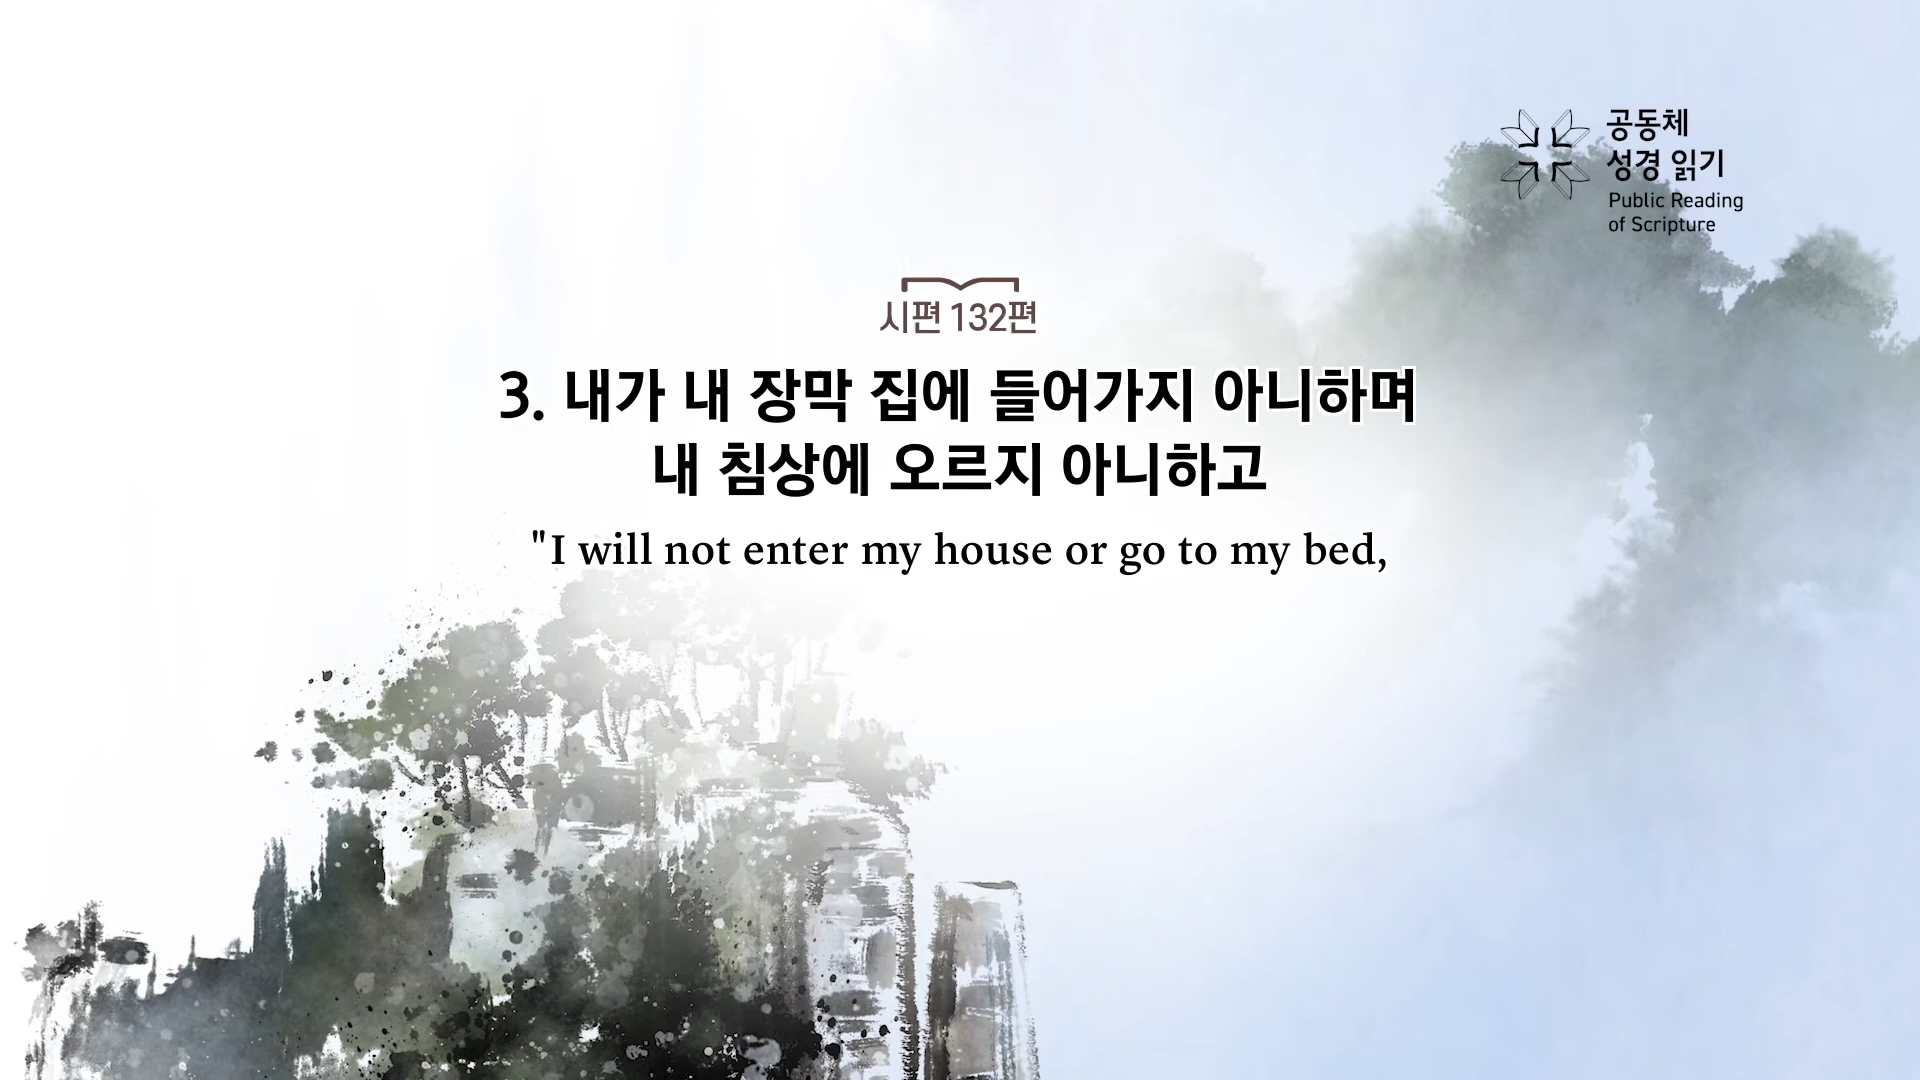 공동체
성경 읽기
Public Reading
of Scripture
시편 132편
3. 내가 내 장막 집에 들어가지 아니하며
내 침상에 오르지 아니하고
"I will not enter my house or go to my bed,